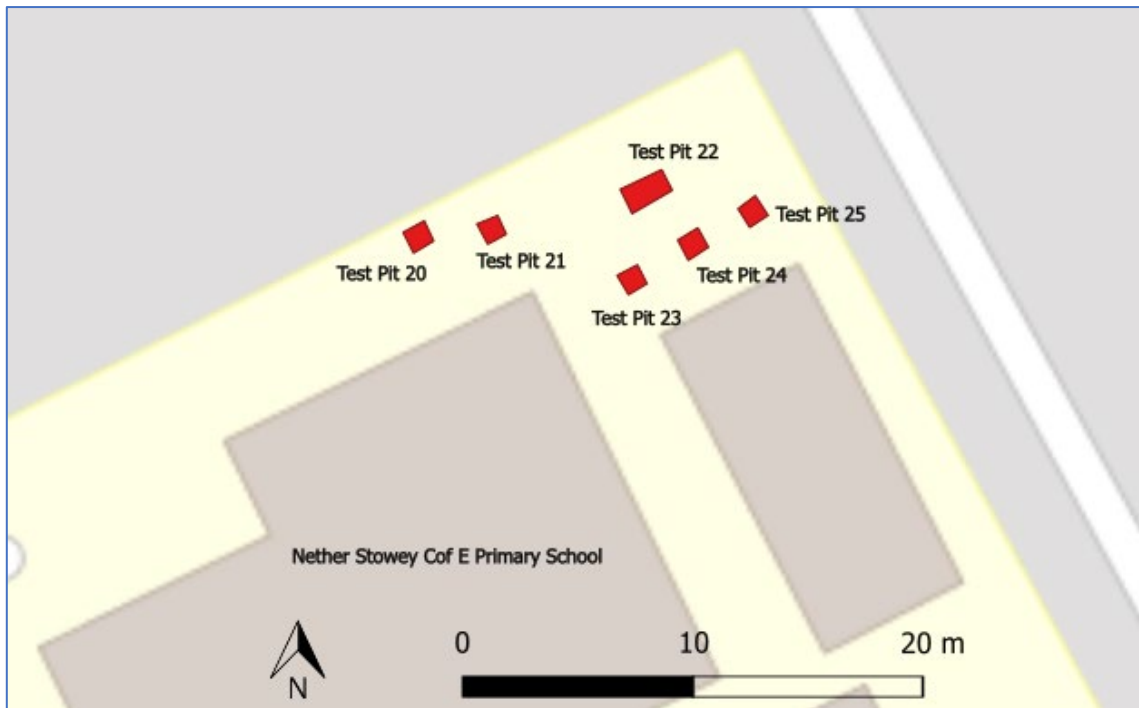 Test Pit 22
Test Pit 25
Test Pit 21
Test Pit 20
Test Pit 24
Test Pit 23
Nether Stowey Cof E Primary School
0 10 20 m
N